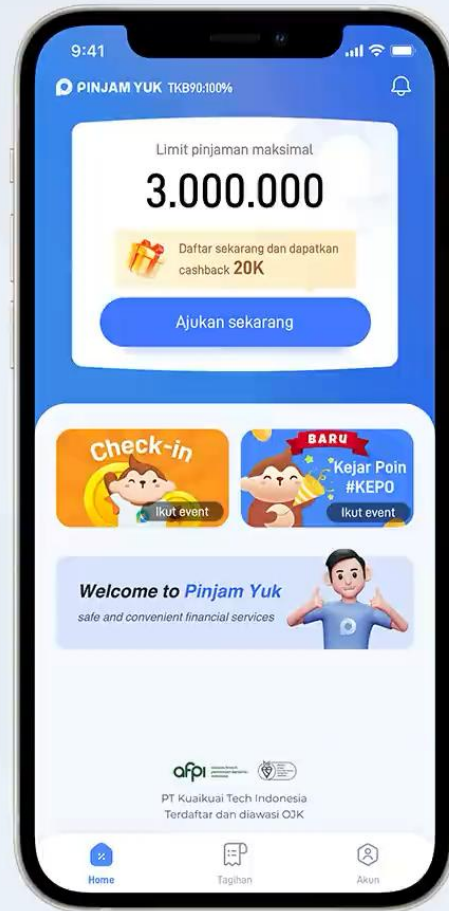 9:41
PINJAM YUK TKB90:100%
Limit pinjaman maksimal
3.000.000
Daftar sekarang dan dapatkan
cashback 20K
Ajukan sekarang
Check-in
Ikut event
BARU
Kejar Poin
#KEPO
Ikut event
Welcome to Pinjam Yuk
safe and convenient financial services
afpi
PT Kuaikuai Tech Indonesia
Terdaftar dan diawasi OJK
Home
Tagihan
Akun